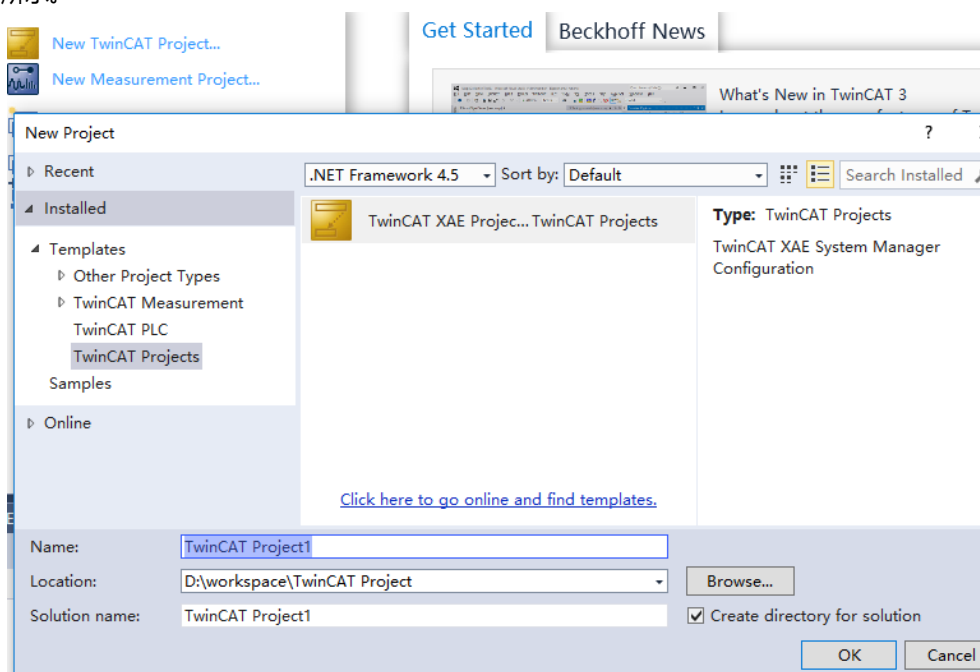 Get Started
Beckhoff News
New TwinCAT Project...
New Measurement Project...
What's New in TwinCAT 3
New Project
?
Recent
.NET Framework 4.5
Sort by: Default
Search Installed
Installed
TwinCAT XAE Projec... TwinCAT Projects
Type: TwinCAT Projects
TwinCAT XAE System Manager
Configuration
Templates
Other Project Types
TwinCAT Measurement
TwinCAT PLC
TwinCAT Projects
Samples
Online
Click here to go online and find templates.
Name: TwinCAT Project1
Location: D:\workspace\TwinCAT Project Browse...
Solution name: TwinCAT Project1 Create directory for solution
OK Cancel